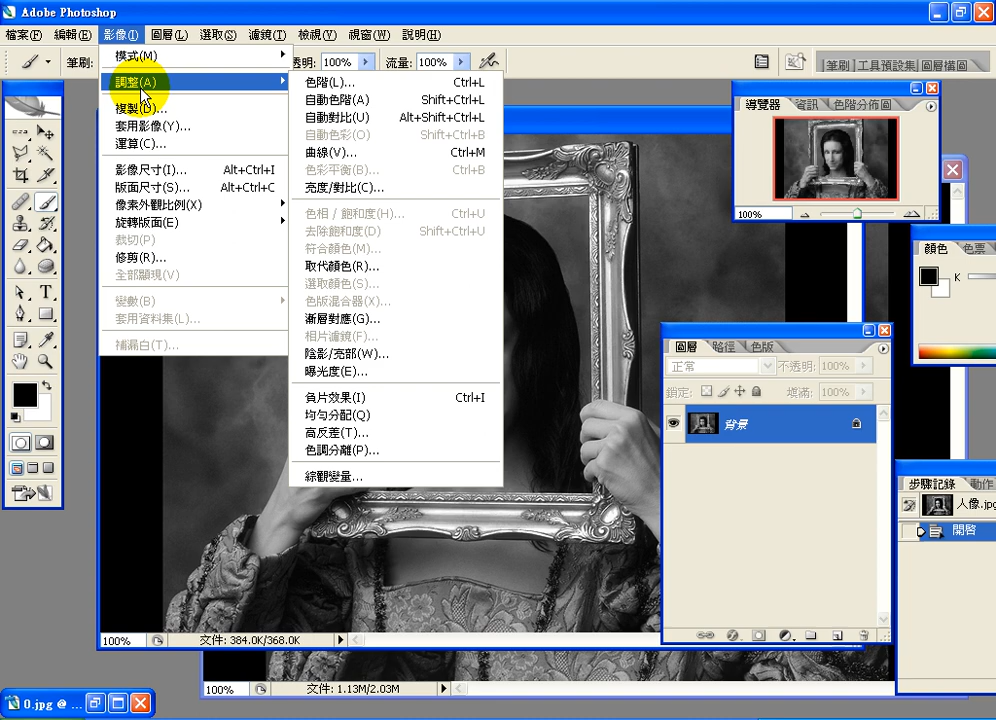 Adobe Photoshop
檔案(F) 編輯(E) 影像(I) 圖層(L) 選取(S) 濾鏡(T) 檢視(V) 視窗(W) 說明(H)
筆刷: 透明: 100% 流量: 100% 筆刷 工具預設集 圖層構圖
模式(M)
調整(A)
複製(D)...
套用影像(Y)...
運算(C)...
影像尺寸(I)... Alt+Ctrl+I
版面尺寸(S)... Alt+Ctrl+C
像素外觀比例(X)
旋轉版面(E)
裁切(P)
修剪(R)...
全部顯現(V)
變數(B)
套用資料集(L)...
補漏白(T)...
色階(L)... Ctrl+L
自動色階(A) Shift+Ctrl+L
自動對比(U) Alt+Shift+Ctrl+L
自動色彩(O) Shift+Ctrl+B
曲線(V)... Ctrl+M
色彩平衡(B)... Ctrl+B
亮度/對比(C)...
色相 / 飽和度(H)... Ctrl+U
去除飽和度(D) Shift+Ctrl+U
符合顏色(M)...
取代顏色(R)...
選取顏色(S)...
色版混合器(X)...
漸層對應(G)...
相片濾鏡(F)...
陰影/亮部(W)...
曝光度(E)...
負片效果(I) Ctrl+I
均勻分配(Q)
高反差(T)...
色調分離(P)...
綜觀變量...
導覽器 資訊 色階分佈圖
100%
顏色 色票
K
圖層 路徑 色版
正常 不透明: 100%
鎖定: 填滿: 100%
背景
步驟記錄 動作
人像.jpg
開啓
100% 文件: 384.0K/368.0K
100% 文件: 1.13M/2.03M
0.jpg @ ...